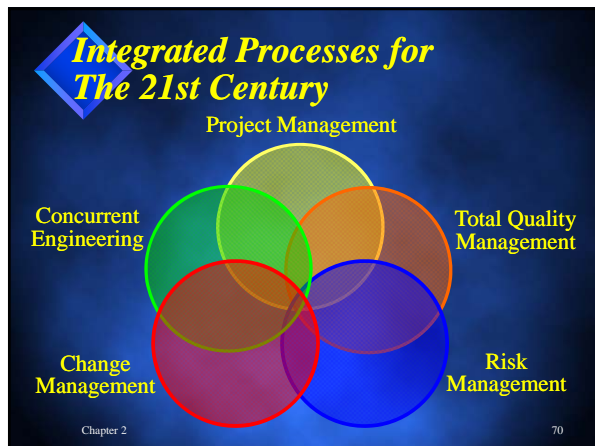 Integrated Processes for
The 21st Century
Project Management
Concurrent
Engineering
Total Quality
Management
Change
Management
Risk
Management
Chapter 2
70